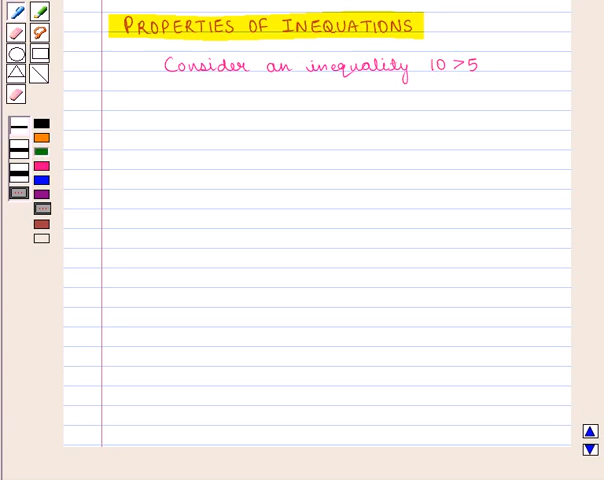 PROPERTIES OF INEQUATIONS
Consider an inequality 10 > 5